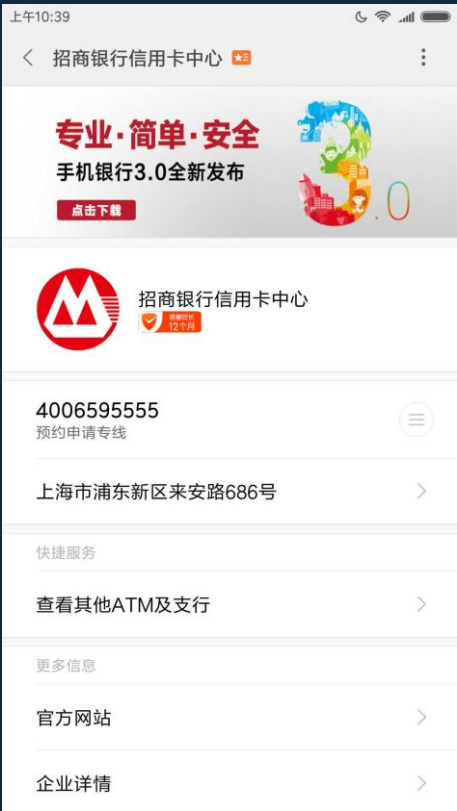 上午10:39
招商银行信用卡中心
专业·简单·安全
手机银行3.0全新发布
点击下载
3.0
招商银行信用卡中心
12个月
4006595555
预约申请专线
上海市浦东新区来安路686号
快捷服务
查看其他ATM及支行
更多信息
官方网站
企业详情